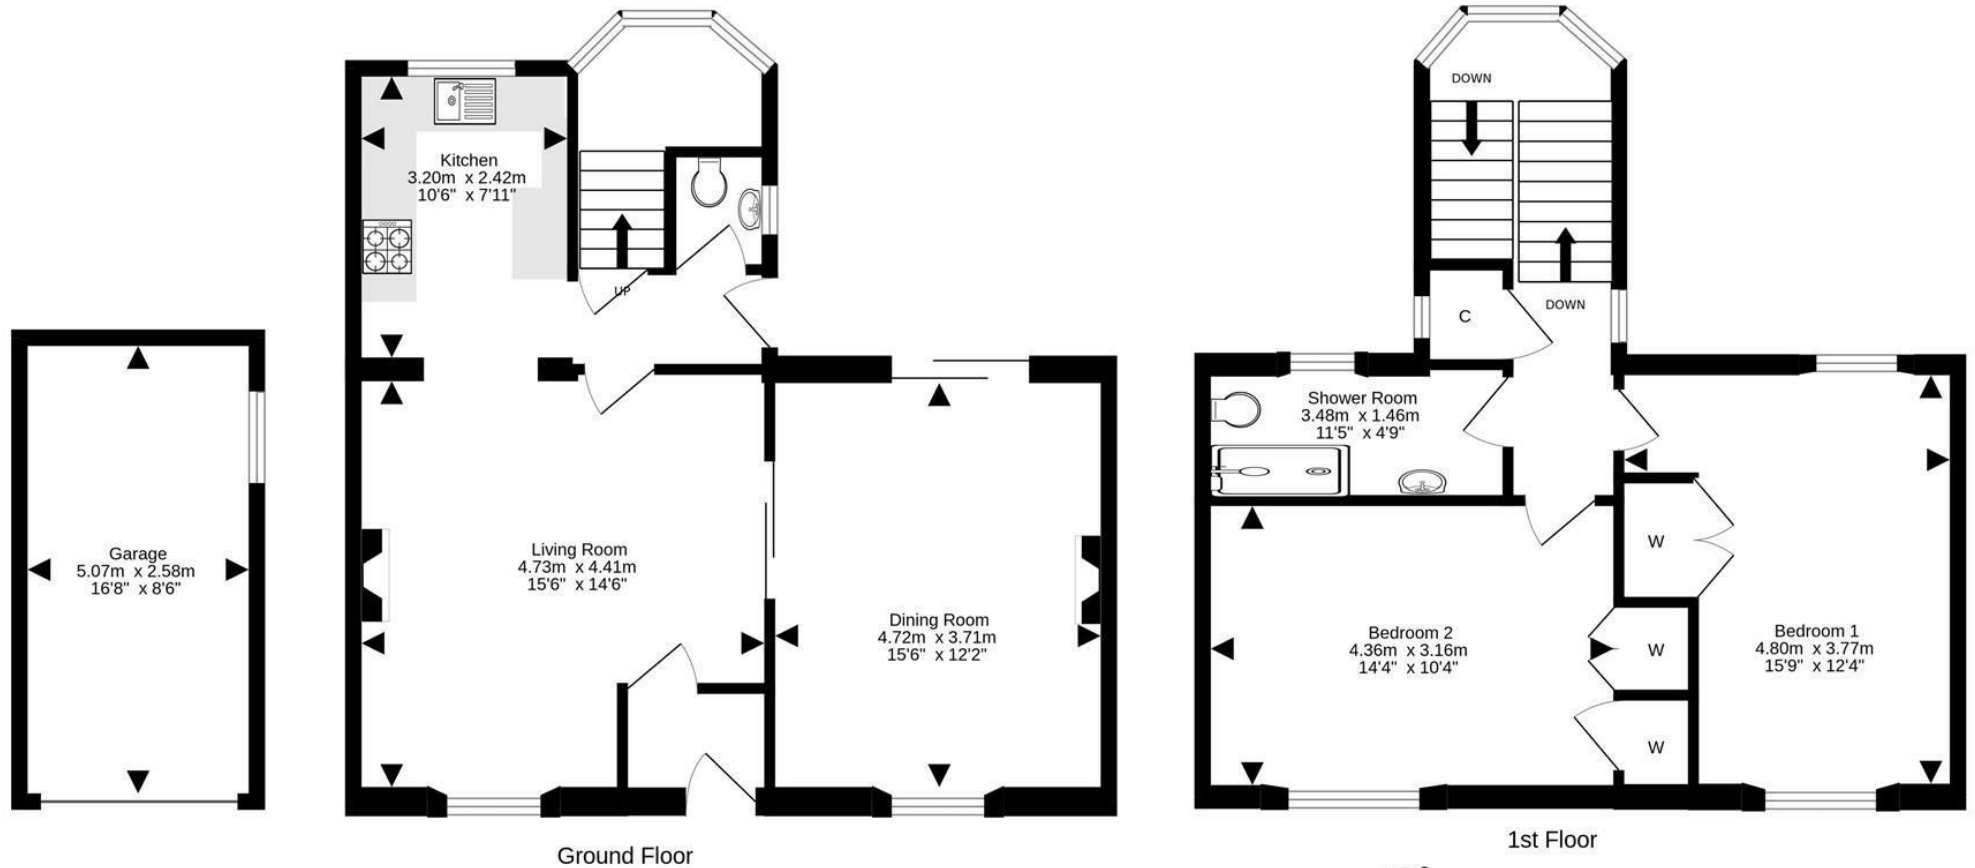 Garage
5.07m x 2.58m
16'8" x 8'6"
Kitchen
3.20m x 2.42m
10'6" x 7'11"
UP
Living Room
4.73m x 4.41m
15'6" x 14'6"
Dining Room
4.72m x 3.71m
15'6" x 12'2"
Ground Floor
DOWN
DOWN
C
Shower Room
3.48m x 1.46m
11'5" x 4'9"
W
W
W
Bedroom 2
4.36m x 3.16m
14'4" x 10'4"
Bedroom 1
4.80m x 3.77m
15'9" x 12'4"
1st Floor